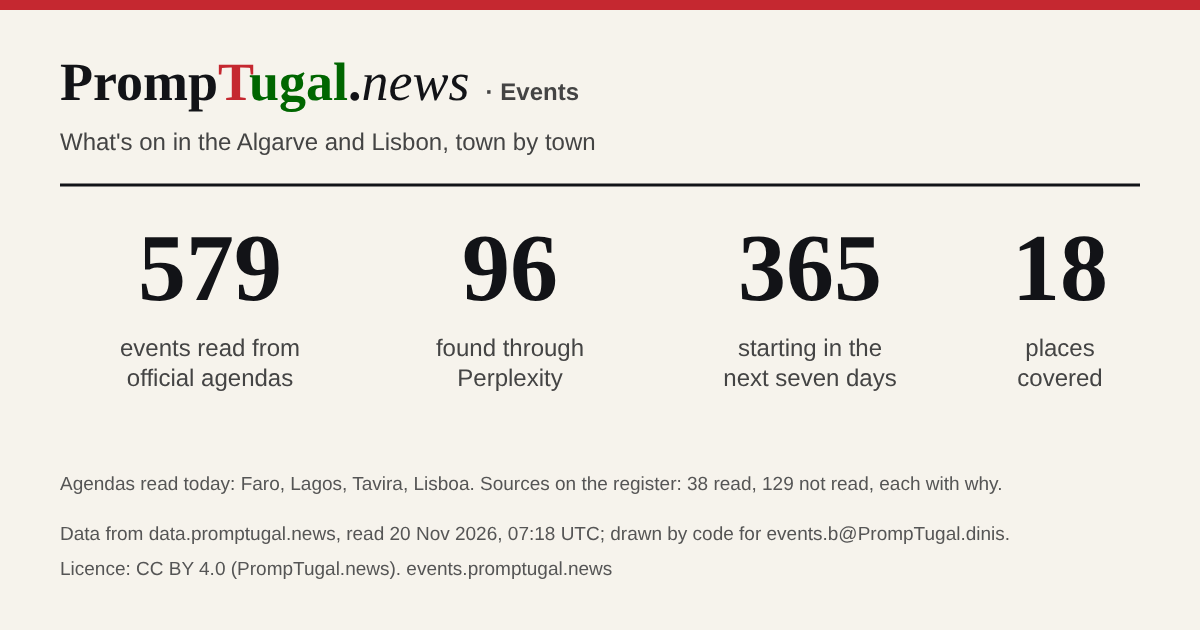 PrompTugal.news · Events
What's on in the Algarve and Lisbon, town by town
579 96 365 18
events read from found through starting in the places
official agendas Perplexity next seven days covered
Agendas read today: Faro, Lagos, Tavira, Lisboa. Sources on the register: 38 read, 129 not read, each with why.
Data from data.promptugal.news, read 20 Nov 2026, 07:18 UTC; drawn by code for events.b@PrompTugal.dinis.
Licence: CC BY 4.0 (PrompTugal.news). events.promptugal.news